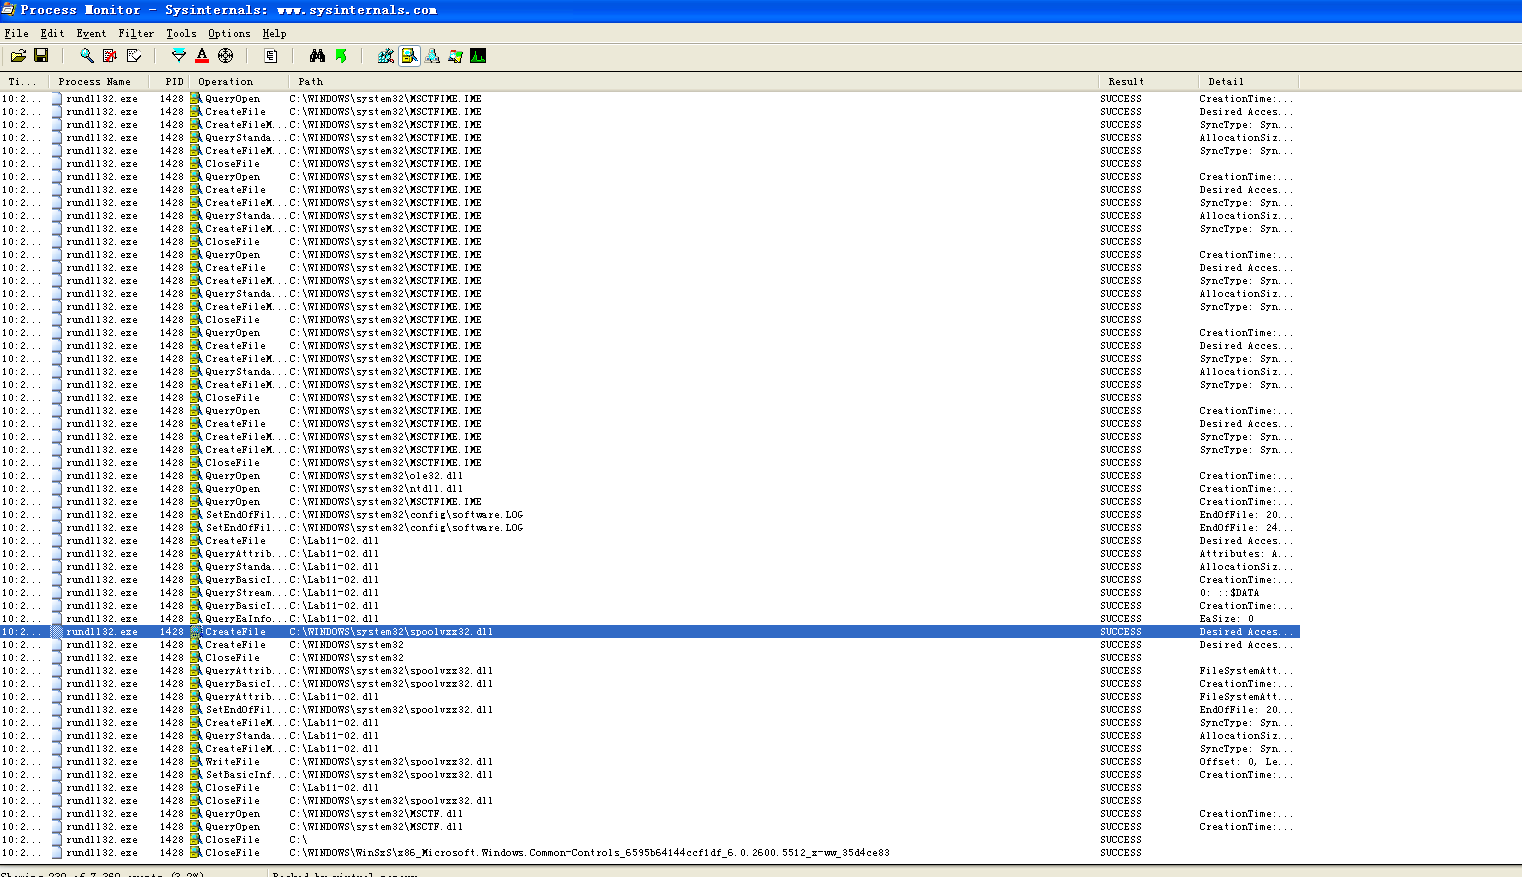 Process Monitor - Sysinternals: www.sysinternals.com
File Edit Event Filter Tools Options Help
Ti... Process Name PID Operation Path Result Detail
10:2... rundll32.exe 1428 QueryOpen C:\WINDOWS\system32\MSCTFIME.IME SUCCESS CreationTime:...
10:2... rundll32.exe 1428 CreateFile C:\WINDOWS\system32\MSCTFIME.IME SUCCESS Desired Acces...
10:2... rundll32.exe 1428 CreateFileM... C:\WINDOWS\system32\MSCTFIME.IME SUCCESS SyncType: Syn...
10:2... rundll32.exe 1428 QueryStanda... C:\WINDOWS\system32\MSCTFIME.IME SUCCESS AllocationSiz...
10:2... rundll32.exe 1428 CreateFileM... C:\WINDOWS\system32\MSCTFIME.IME SUCCESS SyncType: Syn...
10:2... rundll32.exe 1428 CloseFile C:\WINDOWS\system32\MSCTFIME.IME SUCCESS
10:2... rundll32.exe 1428 QueryOpen C:\WINDOWS\system32\MSCTFIME.IME SUCCESS CreationTime:...
10:2... rundll32.exe 1428 CreateFile C:\WINDOWS\system32\MSCTFIME.IME SUCCESS Desired Acces...
10:2... rundll32.exe 1428 CreateFileM... C:\WINDOWS\system32\MSCTFIME.IME SUCCESS SyncType: Syn...
10:2... rundll32.exe 1428 QueryStanda... C:\WINDOWS\system32\MSCTFIME.IME SUCCESS AllocationSiz...
10:2... rundll32.exe 1428 CreateFileM... C:\WINDOWS\system32\MSCTFIME.IME SUCCESS SyncType: Syn...
10:2... rundll32.exe 1428 CloseFile C:\WINDOWS\system32\MSCTFIME.IME SUCCESS
10:2... rundll32.exe 1428 QueryOpen C:\WINDOWS\system32\MSCTFIME.IME SUCCESS CreationTime:...
10:2... rundll32.exe 1428 CreateFile C:\WINDOWS\system32\MSCTFIME.IME SUCCESS Desired Acces...
10:2... rundll32.exe 1428 CreateFileM... C:\WINDOWS\system32\MSCTFIME.IME SUCCESS SyncType: Syn...
10:2... rundll32.exe 1428 QueryStanda... C:\WINDOWS\system32\MSCTFIME.IME SUCCESS AllocationSiz...
10:2... rundll32.exe 1428 CreateFileM... C:\WINDOWS\system32\MSCTFIME.IME SUCCESS SyncType: Syn...
10:2... rundll32.exe 1428 CloseFile C:\WINDOWS\system32\MSCTFIME.IME SUCCESS
10:2... rundll32.exe 1428 QueryOpen C:\WINDOWS\system32\MSCTFIME.IME SUCCESS CreationTime:...
10:2... rundll32.exe 1428 CreateFile C:\WINDOWS\system32\MSCTFIME.IME SUCCESS Desired Acces...
10:2... rundll32.exe 1428 CreateFileM... C:\WINDOWS\system32\MSCTFIME.IME SUCCESS SyncType: Syn...
10:2... rundll32.exe 1428 QueryStanda... C:\WINDOWS\system32\MSCTFIME.IME SUCCESS AllocationSiz...
10:2... rundll32.exe 1428 CreateFileM... C:\WINDOWS\system32\MSCTFIME.IME SUCCESS SyncType: Syn...
10:2... rundll32.exe 1428 CloseFile C:\WINDOWS\system32\MSCTFIME.IME SUCCESS
10:2... rundll32.exe 1428 QueryOpen C:\WINDOWS\system32\MSCTFIME.IME SUCCESS CreationTime:...
10:2... rundll32.exe 1428 CreateFile C:\WINDOWS\system32\MSCTFIME.IME SUCCESS Desired Acces...
10:2... rundll32.exe 1428 CreateFileM... C:\WINDOWS\system32\MSCTFIME.IME SUCCESS SyncType: Syn...
10:2... rundll32.exe 1428 CreateFileM... C:\WINDOWS\system32\MSCTFIME.IME SUCCESS SyncType: Syn...
10:2... rundll32.exe 1428 CloseFile C:\WINDOWS\system32\MSCTFIME.IME SUCCESS
10:2... rundll32.exe 1428 QueryOpen C:\WINDOWS\system32\ole32.dll SUCCESS CreationTime:...
10:2... rundll32.exe 1428 QueryOpen C:\WINDOWS\system32\ntdll.dll SUCCESS CreationTime:...
10:2... rundll32.exe 1428 QueryOpen C:\WINDOWS\system32\MSCTFIME.IME SUCCESS CreationTime:...
10:2... rundll32.exe 1428 SetEndOfFil... C:\WINDOWS\system32\config\software.LOG SUCCESS EndOfFile: 20...
10:2... rundll32.exe 1428 SetEndOfFil... C:\WINDOWS\system32\config\software.LOG SUCCESS EndOfFile: 24...
10:2... rundll32.exe 1428 CreateFile C:\Lab11-02.dll SUCCESS Desired Acces...
10:2... rundll32.exe 1428 QueryAttrib... C:\Lab11-02.dll SUCCESS Attributes: A...
10:2... rundll32.exe 1428 QueryStanda... C:\Lab11-02.dll SUCCESS AllocationSiz...
10:2... rundll32.exe 1428 QueryBasicI... C:\Lab11-02.dll SUCCESS CreationTime:...
10:2... rundll32.exe 1428 QueryStream... C:\Lab11-02.dll SUCCESS 0: ::$DATA
10:2... rundll32.exe 1428 QueryBasicI... C:\Lab11-02.dll SUCCESS CreationTime:...
10:2... rundll32.exe 1428 QueryEaInfo... C:\Lab11-02.dll SUCCESS EaSize: 0
10:2... rundll32.exe 1428 CreateFile C:\WINDOWS\system32\spoolvxx32.dll SUCCESS Desired Acces...
10:2... rundll32.exe 1428 CreateFile C:\WINDOWS\system32 SUCCESS Desired Acces...
10:2... rundll32.exe 1428 CloseFile C:\WINDOWS\system32 SUCCESS
10:2... rundll32.exe 1428 QueryAttrib... C:\WINDOWS\system32\spoolvxx32.dll SUCCESS FileSystemAtt...
10:2... rundll32.exe 1428 QueryBasicI... C:\WINDOWS\system32\spoolvxx32.dll SUCCESS CreationTime:...
10:2... rundll32.exe 1428 QueryAttrib... C:\Lab11-02.dll SUCCESS FileSystemAtt...
10:2... rundll32.exe 1428 SetEndOfFil... C:\WINDOWS\system32\spoolvxx32.dll SUCCESS EndOfFile: 20...
10:2... rundll32.exe 1428 CreateFileM... C:\Lab11-02.dll SUCCESS SyncType: Syn...
10:2... rundll32.exe 1428 QueryStanda... C:\Lab11-02.dll SUCCESS AllocationSiz...
10:2... rundll32.exe 1428 CreateFileM... C:\Lab11-02.dll SUCCESS SyncType: Syn...
10:2... rundll32.exe 1428 WriteFile C:\WINDOWS\system32\spoolvxx32.dll SUCCESS Offset: 0, Le...
10:2... rundll32.exe 1428 SetBasicInf... C:\WINDOWS\system32\spoolvxx32.dll SUCCESS CreationTime:...
10:2... rundll32.exe 1428 CloseFile C:\Lab11-02.dll SUCCESS
10:2... rundll32.exe 1428 CloseFile C:\WINDOWS\system32\spoolvxx32.dll SUCCESS
10:2... rundll32.exe 1428 QueryOpen C:\WINDOWS\system32\MSCTF.dll SUCCESS CreationTime:...
10:2... rundll32.exe 1428 QueryOpen C:\WINDOWS\system32\MSCTF.dll SUCCESS CreationTime:...
10:2... rundll32.exe 1428 CloseFile C:\ SUCCESS
10:2... rundll32.exe 1428 CloseFile C:\WINDOWS\WinSxS\x86_Microsoft.Windows.Common-Controls_6595b64144ccf1df_6.0.2600.5512_x-ww_35d4ce83 SUCCESS